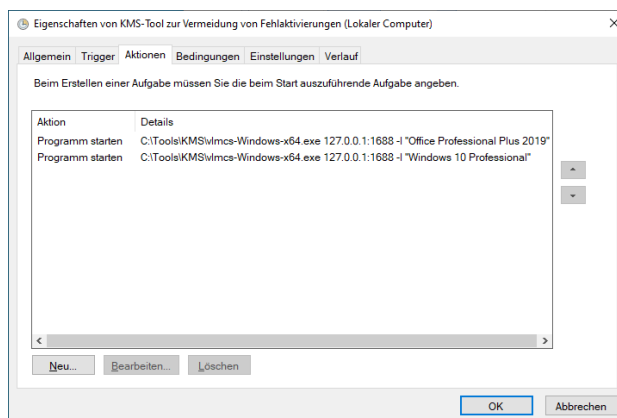 Eigenschaften von KMS-Tool zur Vermeidung von Fehlaktivierungen (Lokaler Computer)
Allgemein Trigger Aktionen Bedingungen Einstellungen Verlauf
Beim Erstellen einer Aufgabe müssen Sie die beim Start auszuführende Aufgabe angeben.
Aktion Details
Programm starten C:\Tools\KMS\vlmcs-Windows-x64.exe 127.0.0.1:1688 -l "Office Professional Plus 2019"
Programm starten C:\Tools\KMS\vlmcs-Windows-x64.exe 127.0.0.1:1688 -l "Windows 10 Professional"
Neu... Bearbeiten... Löschen
OK Abbrechen